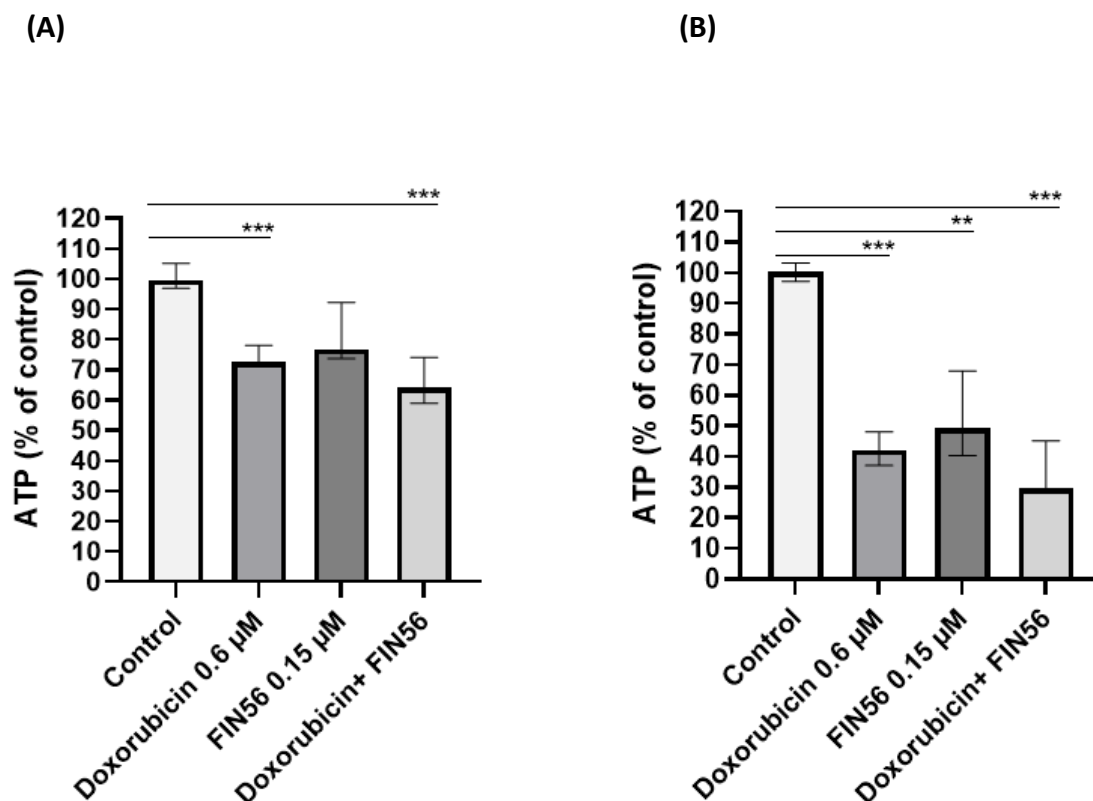 (A)
***
***
120
110
100
90
80
70
60
50
40
30
20
10
0
ATP (% of control)
Control
Doxorubicin 0.6 µM
FIN56 0.15 µM
Doxorubicin+ FIN56
(B)
***
**
***
120
110
100
90
80
70
60
50
40
30
20
10
0
ATP (% of control)
Control
Doxorubicin 0.6 µM
FIN56 0.15 µM
Doxorubicin+ FIN56